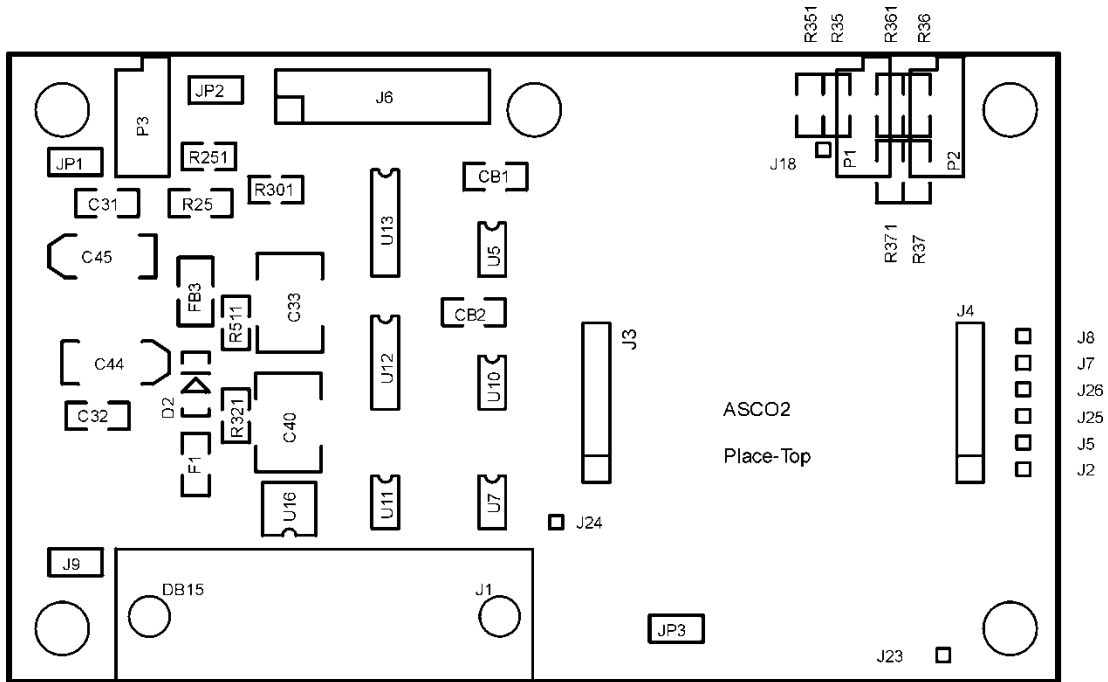 R351
R35
R361
R36
JP2
J6
P3
P1
P2
J18
JP1
R251
R301
CB1
C31
R25
U13
U5
C45
R371
R37
FB3
C33
R511
CB2
J3
J4
J8
C44
U12
U10
J7
J26
D2
C32
R321
C40
ASCO2
J25
J5
F1
Place-Top
J2
U16
U11
U7
J24
J9
DB15
J1
JP3
J23